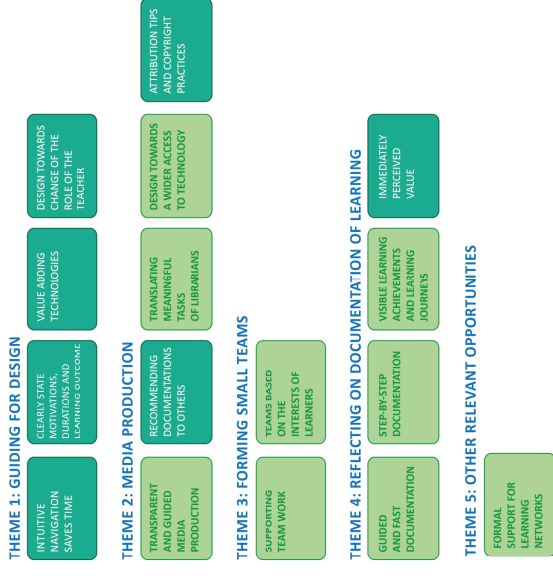 THEME 1: GUIDING FOR DESIGN
INTUITIVE
NAVIGATION
SAVES TIME
CLEARLY STATE
MOTIVATIONS,
DURATIONS AND
LEARNING OUTCOME
VALUE ADDING
TECHNOLOGIES
DESIGN TOWARDS
CHANGE OF THE
ROLE OF THE
TEACHER
THEME 2: MEDIA PRODUCTION
TRANSPARENT
AND GUIDED
MEDIA
PRODUCTION
RECOMMENDING
DOCUMENTATIONS
TO OTHERS
TRANSLATING
MEANINGFUL
TASKS
OF LIBRARIANS
DESIGN TOWARDS
A WIDER ACCESS
TO TECHNOLOGY
ATTRIBUTION TIPS
AND COPYRIGHT
PRACTICES
THEME 3: FORMING SMALL TEAMS
SUPPORTING
TEAM WORK
TEAMS BASED
ON THE
INTERESTS OF
LEARNERS
THEME 4: REFLECTING ON DOCUMENTATION OF LEARNING
GUIDED
AND FAST
DOCUMENTATION
STEP-BY-STEP
DOCUMENTATION
VISIBLE LEARNING
ACHIEVEMENTS
AND LEARNING
JOURNEYS
IMMEDIATELY
PERCEIVED
VALUE
THEME 5: OTHER RELEVANT OPPORTUNITIES
FORMAL
SUPPORT FOR
LEARNING
NETWORKS